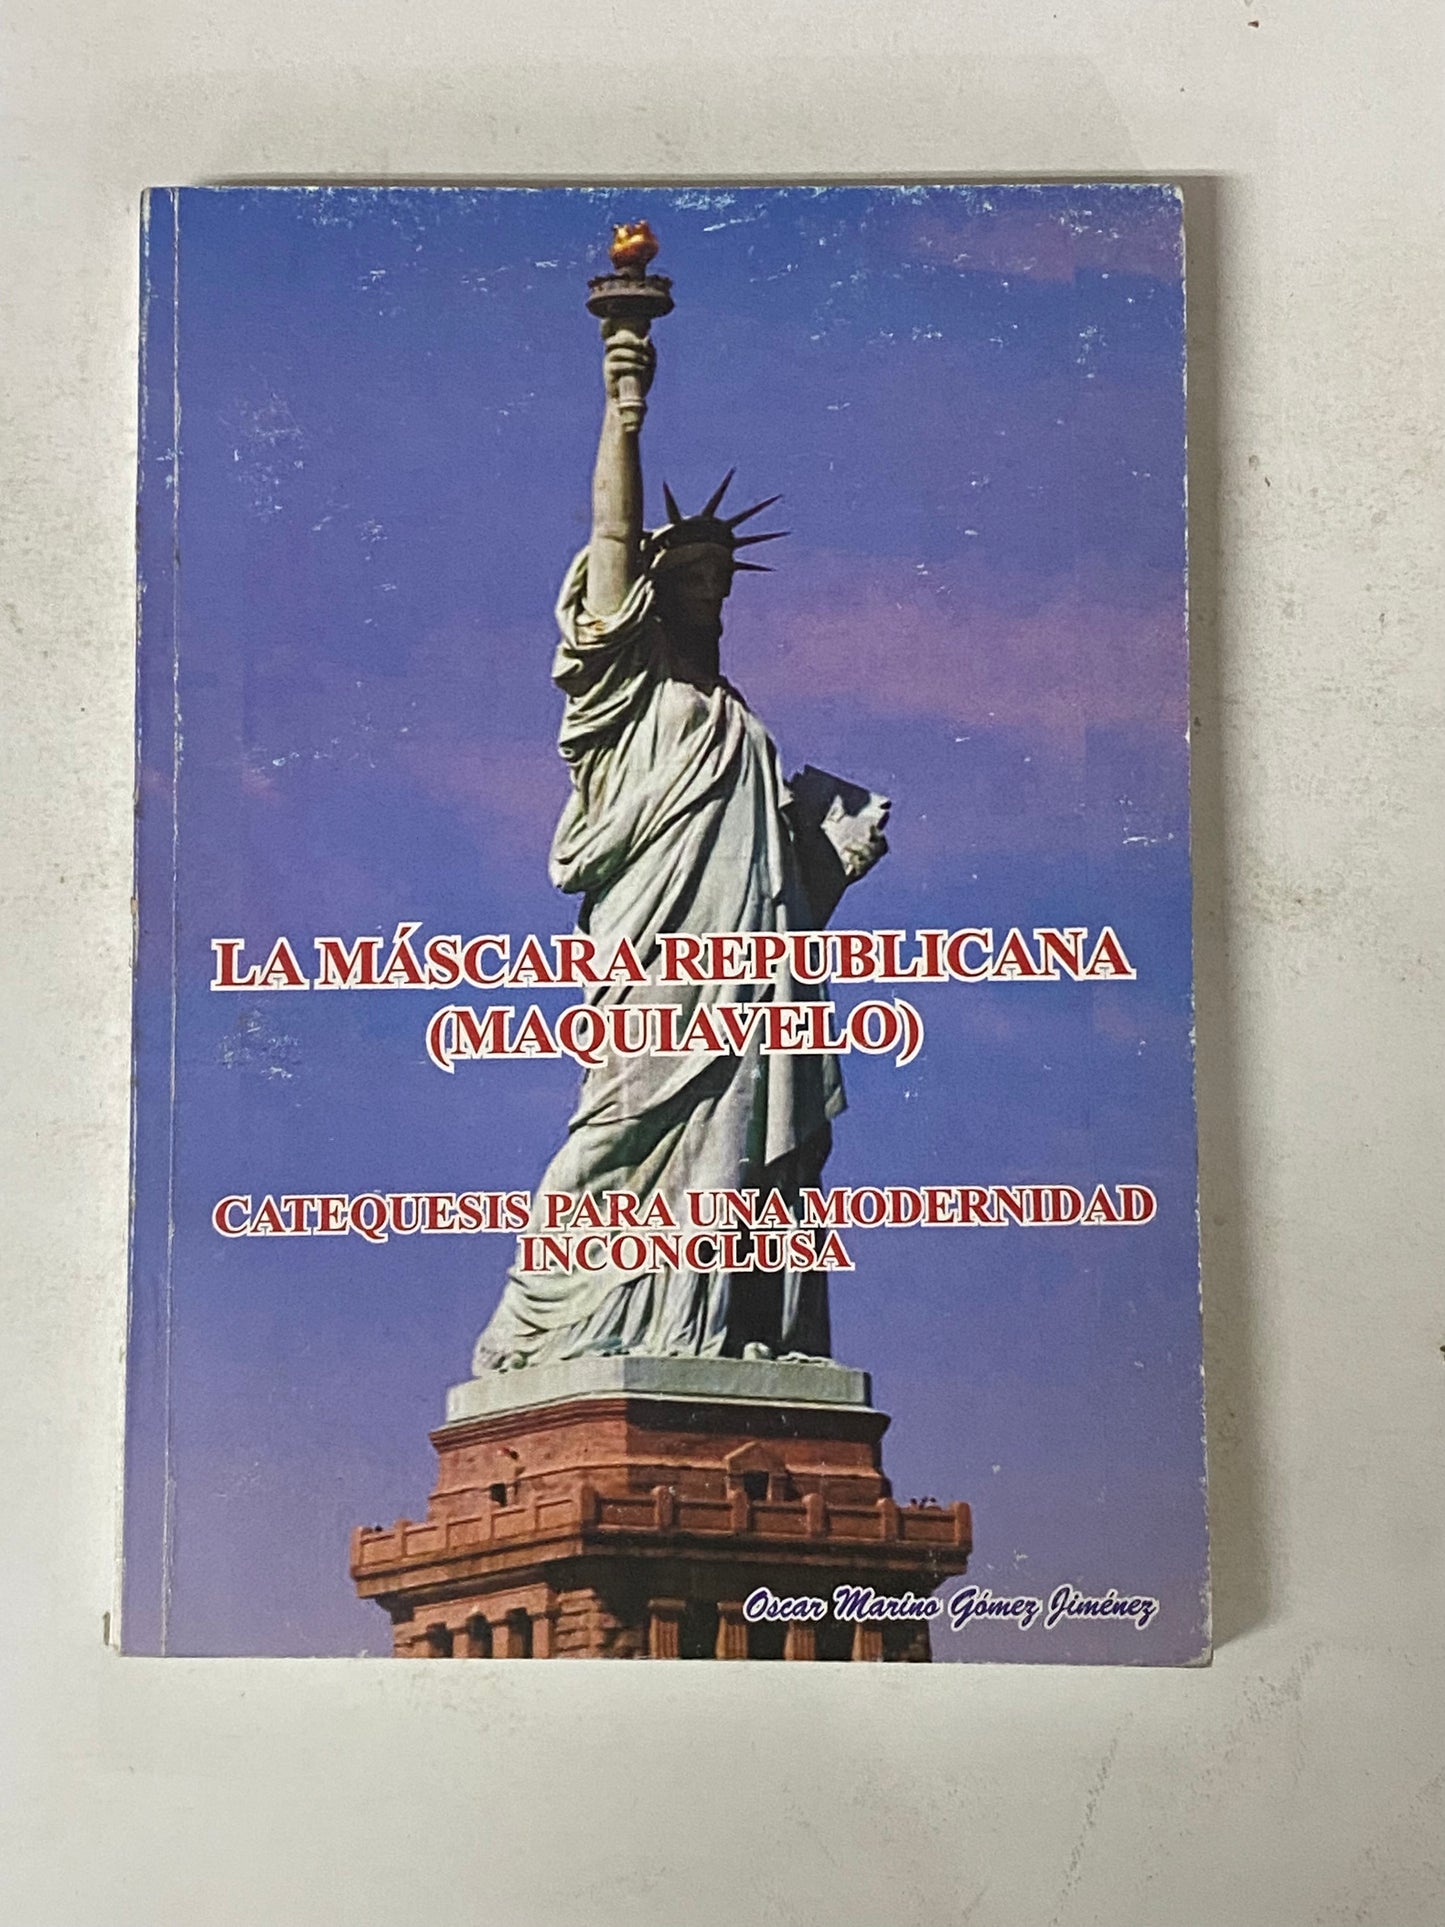 LA MÁSCARA REPUBLICANA
(MAQUIAVELO)
CATEQUESIS PARA UNA MODERNIDAD
INCONCLUSA
Oscar Marino Gómez Jiménez